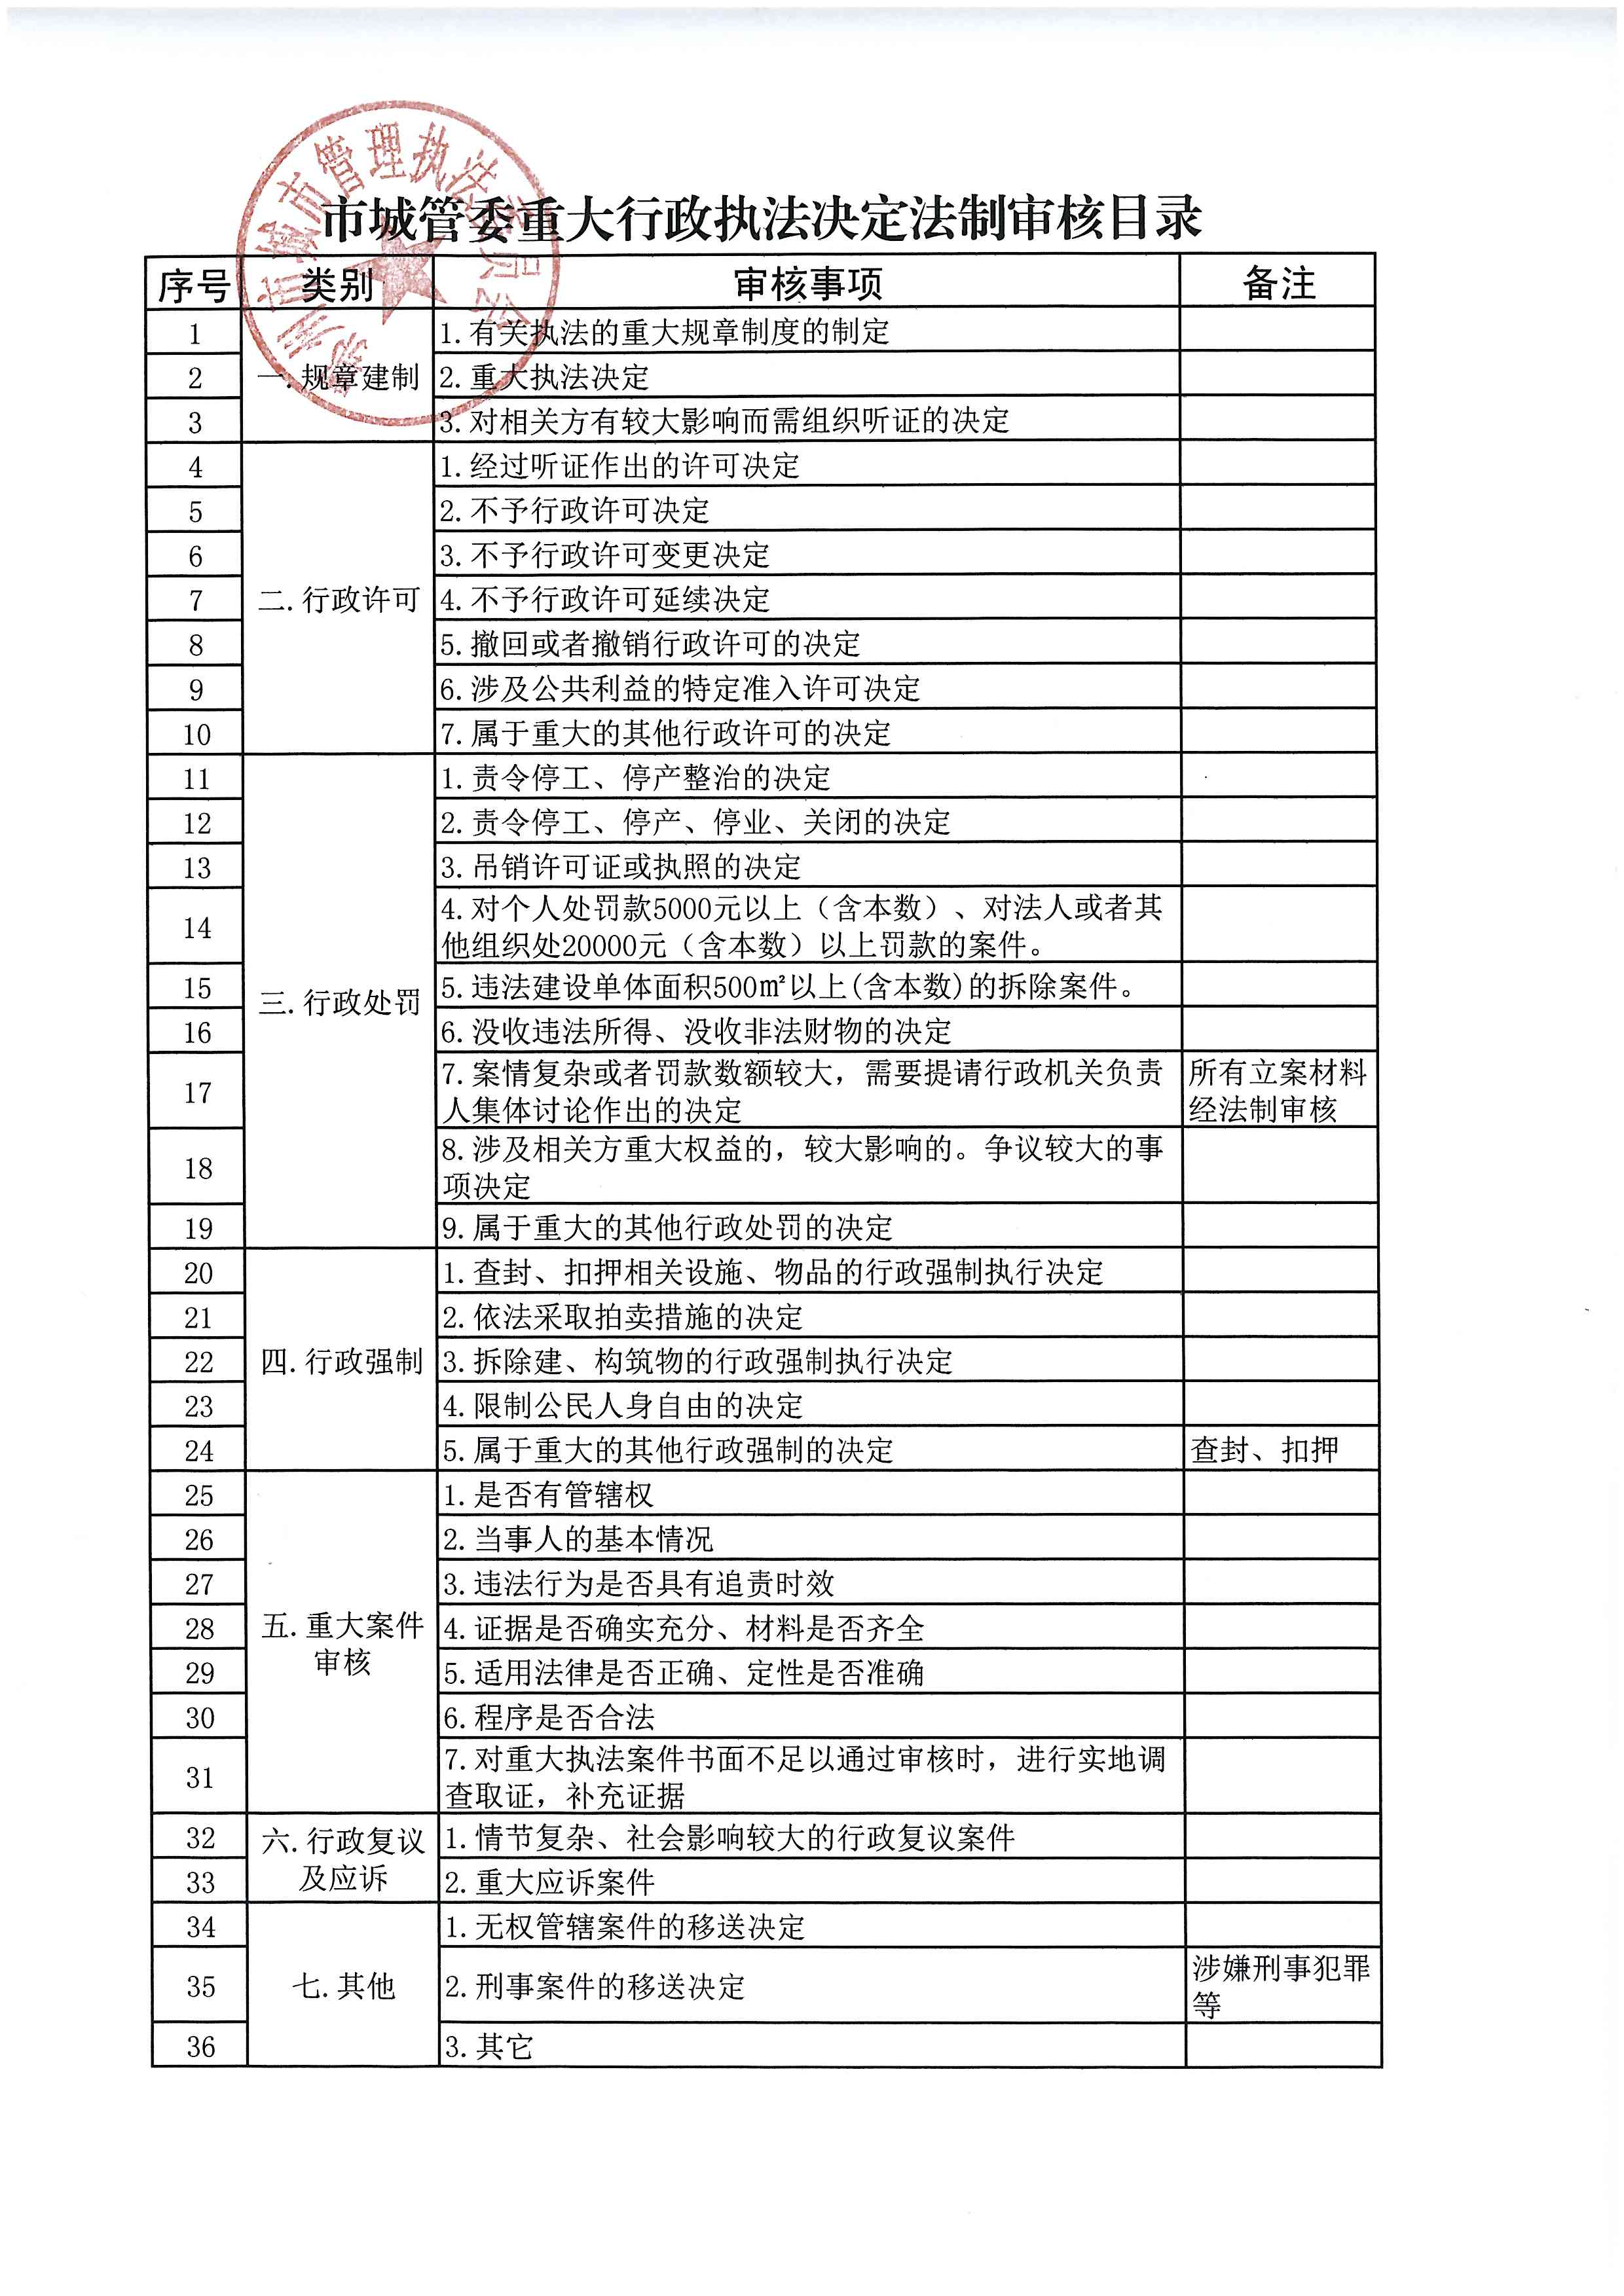 市城管委重大行政执法决定法制审核目录
序号 类别 审核事项 备注
1 一.规章建制 1.有关执法的重大规章制度的制定
2 2.重大执法决定
3 3.对相关方有较大影响而需组织听证的决定
4 二.行政许可 1.经过听证作出的许可决定
5 2.不予行政许可决定
6 3.不予行政许可变更决定
7 4.不予行政许可延续决定
8 5.撤回或者撤销行政许可的决定
9 6.涉及公共利益的特定准入许可决定
10 7.属于重大的其他行政许可的决定
11 三.行政处罚 1.责令停工、停产整治的决定
12 2.责令停工、停产、停业、关闭的决定
13 3.吊销许可证或执照的决定
14 4.对个人处罚款5000元以上（含本数）、对法人或者其
他组织处20000元（含本数）以上罚款的案件。
15 5.违法建设单体面积500㎡以上(含本数)的拆除案件。
16 6.没收违法所得、没收非法财物的决定
17 7.案情复杂或者罚款数额较大，需要提请行政机关负责 所有立案材料
人集体讨论作出的决定 经法制审核
18 8.涉及相关方重大权益的，较大影响的。争议较大的事
项决定
19 9.属于重大的其他行政处罚的决定
20 四.行政强制 1.查封、扣押相关设施、物品的行政强制执行决定
21 2.依法采取拍卖措施的决定
22 3.拆除建、构筑物的行政强制执行决定
23 4.限制公民人身自由的决定
24 5.属于重大的其他行政强制的决定 查封、扣押
25 五.重大案件 1.是否有管辖权
审核
26 2.当事人的基本情况
27 3.违法行为是否具有追责时效
28 4.证据是否确实充分、材料是否齐全
29 5.适用法律是否正确、定性是否准确
30 6.程序是否合法
31 7.对重大执法案件书面不足以通过审核时，进行实地调
查取证，补充证据
32 六.行政复议 1.情节复杂、社会影响较大的行政复议案件
33 及应诉 2.重大应诉案件
34 七.其他 1.无权管辖案件的移送决定
35 2.刑事案件的移送决定 涉嫌刑事犯罪
等
36 3.其它
州市城市管理执法委员会